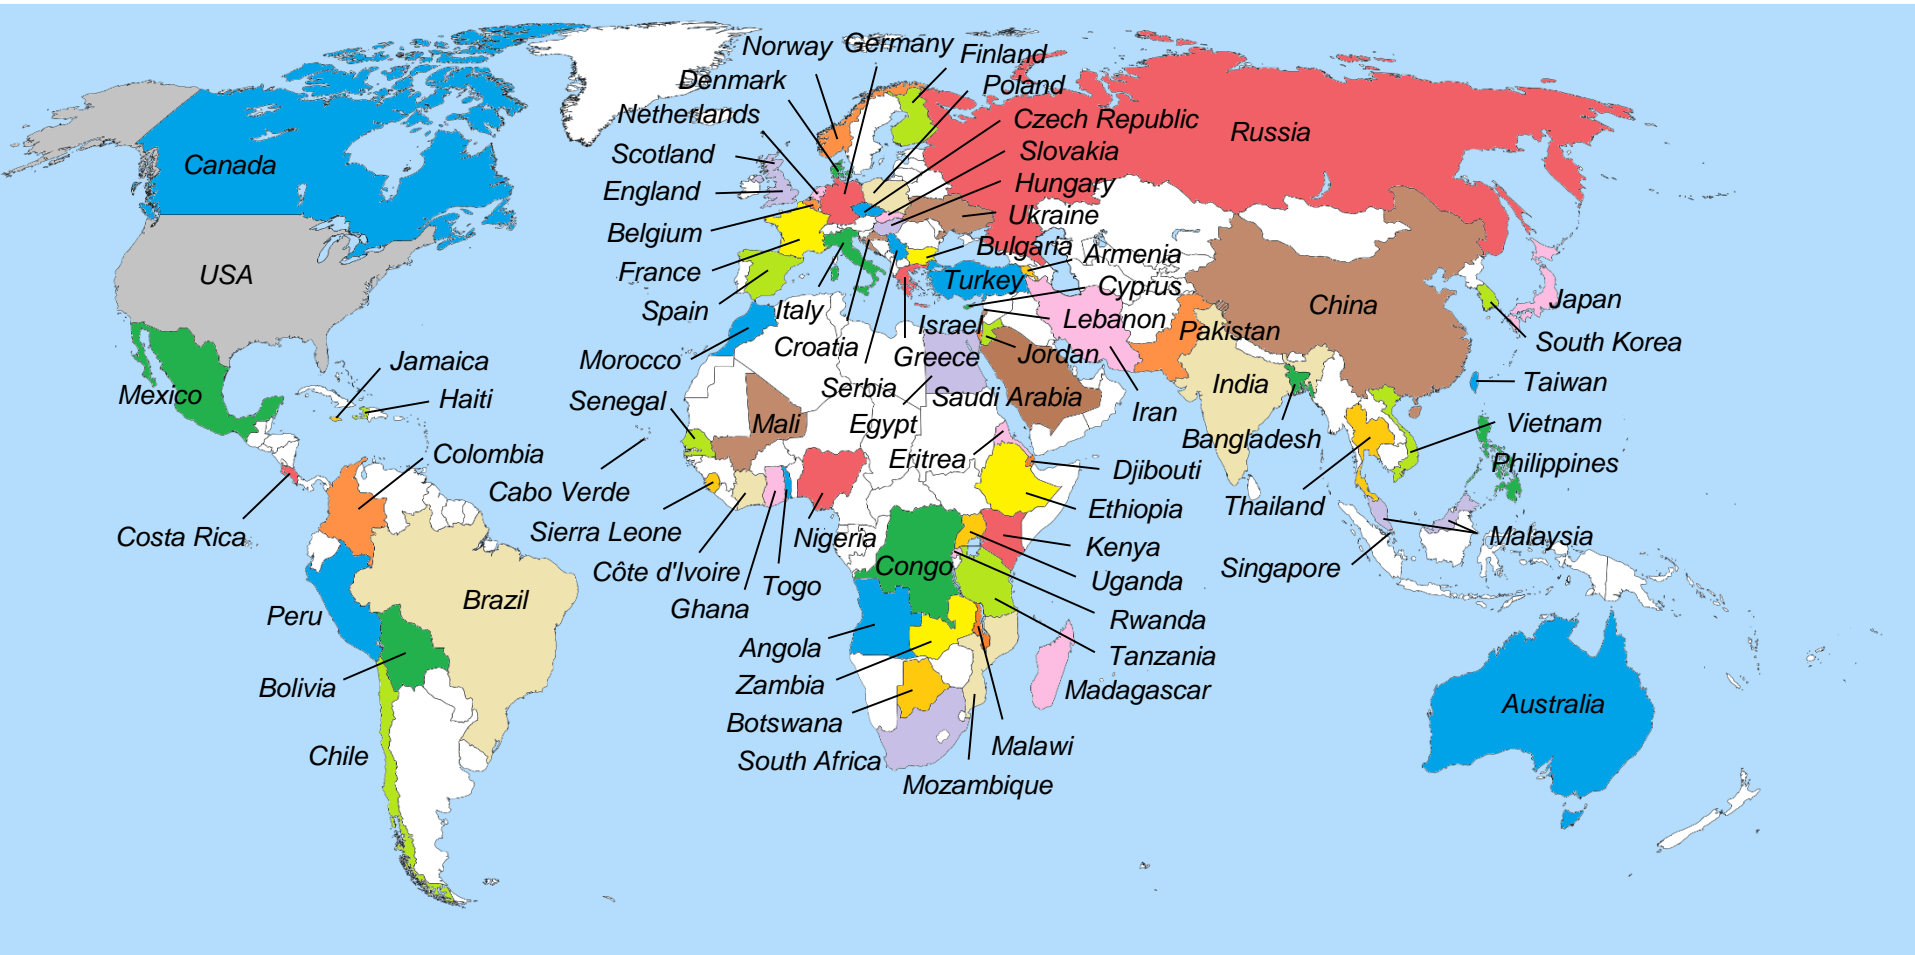 Norway
Germany
Finland
Denmark
Poland
Netherlands
Czech Republic
Russia
Scotland
Slovakia
Canada
England
Hungary
Ukraine
Belgium
Bulgaria
Armenia
USA
France
Turkey
Cyprus
Spain
Italy
Israel
Lebanon
China
Japan
Pakistan
South Korea
Morocco
Croatia
Greece
Jordan
Jamaica
Mexico
Haiti
Senegal
Serbia
Saudi Arabia
Iran
India
Taiwan
Mali
Egypt
Bangladesh
Vietnam
Colombia
Eritrea
Djibouti
Philippines
Cabo Verde
Ethiopia
Thailand
Costa Rica
Sierra Leone
Nigeria
Kenya
Malaysia
Côte d'Ivoire
Togo
Congo
Uganda
Singapore
Peru
Brazil
Ghana
Rwanda
Angola
Tanzania
Bolivia
Zambia
Madagascar
Australia
Botswana
Chile
South Africa
Malawi
Mozambique